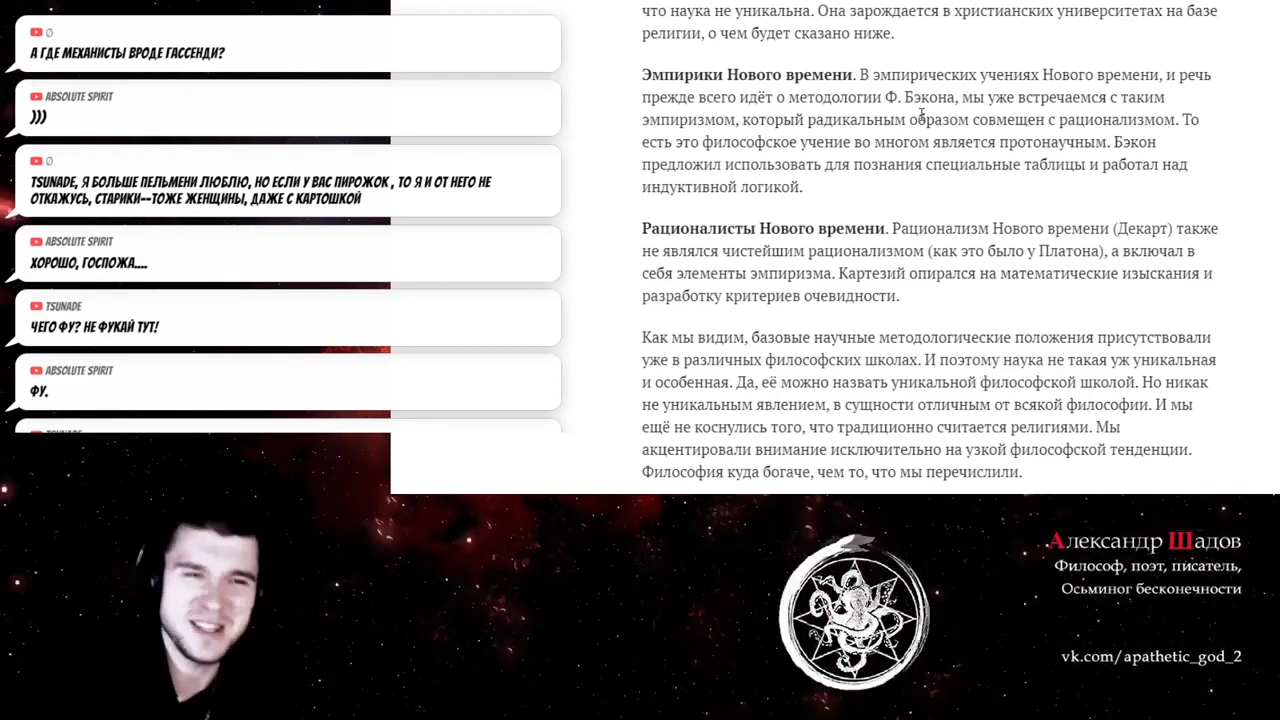 Ø
А ГДЕ МЕХАНИСТЫ ВРОДЕ ГАССЕНДИ?
ABSOLUTE SPIRIT
)))
Ø
TSUNADE, Я БОЛЬШЕ ПЕЛЬМЕНИ ЛЮБЛЮ, НО ЕСЛИ У ВАС ПИРОЖОК , ТО Я И ОТ НЕГО НЕ
ОТКАЖУСЬ, СТАРИКИ--ТОЖЕ ЖЕНЩИНЫ, ДАЖЕ С КАРТОШКОЙ
ABSOLUTE SPIRIT
ХОРОШО, ГОСПОЖА....
TSUNADE
ЧЕГО ФУ? НЕ ФУКАЙ ТУТ!
ABSOLUTE SPIRIT
ФУ.
TSUNADE
что наука не уникальна. Она зарождается в христианских университетах на базе
религии, о чем будет сказано ниже.
Эмпирики Нового времени. В эмпирических учениях Нового времени, и речь
прежде всего идёт о методологии Ф. Бэкона, мы уже встречаемся с таким
эмпиризмом, который радикальным образом совмещен с рационализмом. То
есть это философское учение во многом является протонаучным. Бэкон
предложил использовать для познания специальные таблицы и работал над
индуктивной логикой.
Рационалисты Нового времени. Рационализм Нового времени (Декарт) также
не являлся чистейшим рационализмом (как это было у Платона), а включал в
себя элементы эмпиризма. Картезий опирался на математические изыскания и
разработку критериев очевидности.
Как мы видим, базовые научные методологические положения присутствовали
уже в различных философских школах. И поэтому наука не такая уж уникальная
и особенная. Да, её можно назвать уникальной философской школой. Но никак
не уникальным явлением, в сущности отличным от всякой философии. И мы
ещё не коснулись того, что традиционно считается религиями. Мы
акцентировали внимание исключительно на узкой философской тенденции.
Философия куда богаче, чем то, что мы перечислили.
Александр Шадов
Философ, поэт, писатель,
Осьминог бесконечности
vk.com/apathetic_god_2